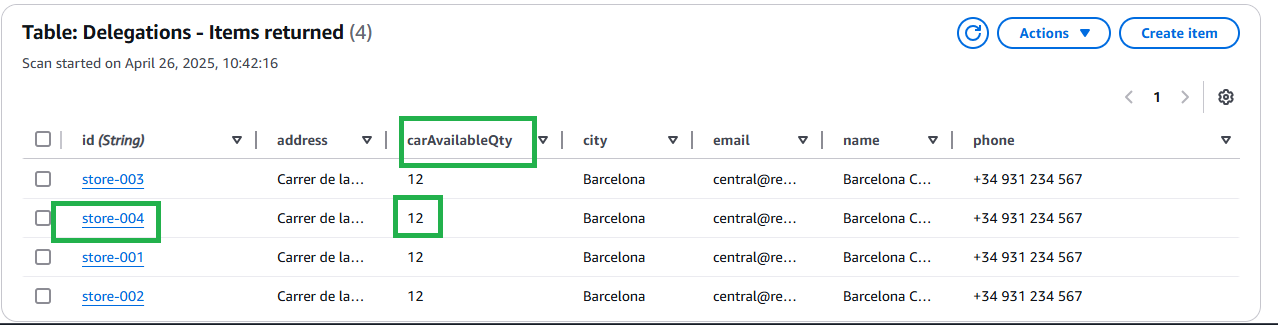 Table: Delegations - Items returned (4)
Actions
Create item
Scan started on April 26, 2025, 10:42:16
1
id (String) address carAvailableQty city email name phone
store-003 Carrer de la… 12 Barcelona central@re… Barcelona C… +34 931 234 567
store-004 Carrer de la… 12 Barcelona central@re… Barcelona C… +34 931 234 567
store-001 Carrer de la… 12 Barcelona central@re… Barcelona C… +34 931 234 567
store-002 Carrer de la… 12 Barcelona central@re… Barcelona C… +34 931 234 567